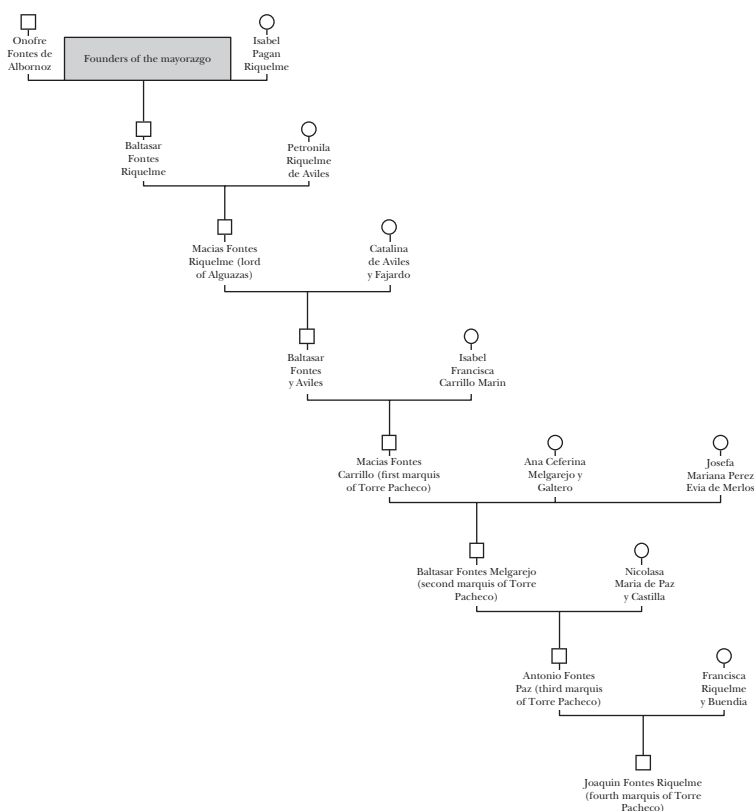 Onofre
Fontes de
Albornoz
Founders of the mayorazgo
Isabel
Pagan
Riquelme
Baltasar
Fontes
Riquelme
Petronila
Riquelme
de Aviles
Macias Fontes
Riquelme (lord
of Alguazas)
Catalina
de Aviles
y Fajardo
Baltasar
Fontes
y Aviles
Isabel
Francisca
Carrillo Marin
Macias Fontes
Carrillo (first marquis
of Torre Pacheco)
Ana Ceferina
Melgarejo y
Galtero
Josefa
Mariana Perez
Evia de Merlos
Baltasar Fontes Melgarejo
(second marquis of Torre
Pacheco)
Nicolasa
Maria de Paz
y Castilla
Antonio Fontes
Paz (third marquis
of Torre Pacheco)
Francisca
Riquelme
y Buendia
Joaquin Fontes Riquelme
(fourth marquis of Torre
Pacheco)